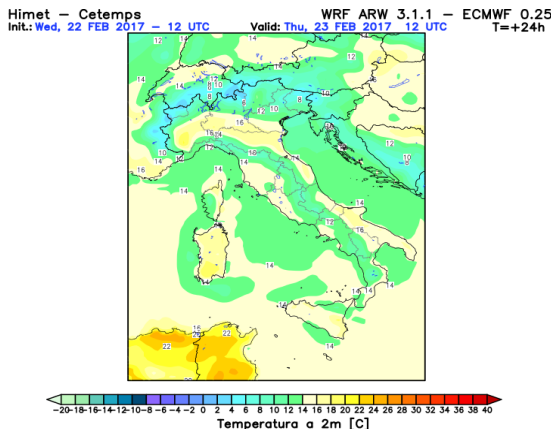 Himet – Cetemps WRF ARW 3.1.1 – ECMWF 0.25
Init.: Wed, 22 FEB 2017 – 12 UTC Valid: Thu, 23 FEB 2017 12 UTC T=+24h
-20-18-16-14-12-10-8 -6 -4 -2 0 2 4 6 8 10 12 14 16 18 20 22 24 26 28 30 32 34 36 38 40
Temperatura a 2m [C]